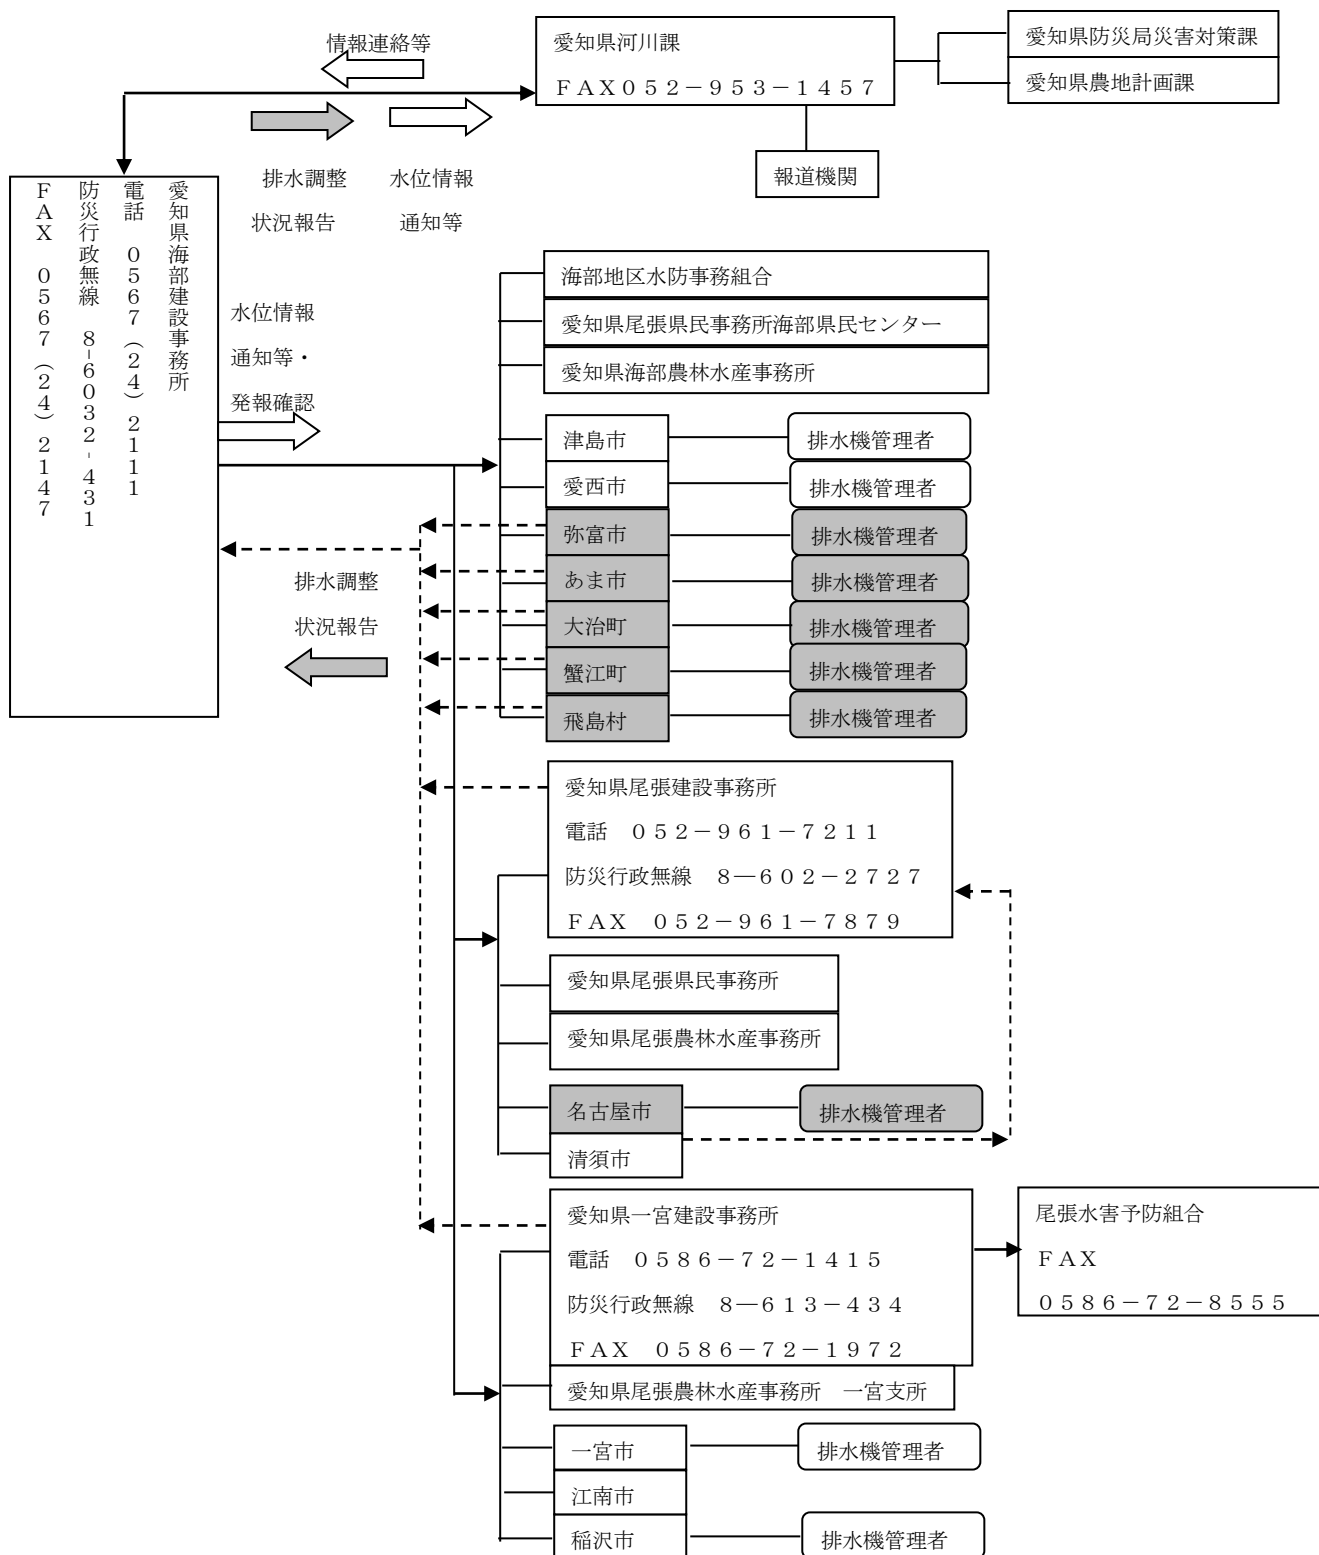 情報連絡等
愛知県河川課
ＦＡＸ０５２－９５３－１４５７
愛知県防災局災害対策課
愛知県農地計画課
報道機関
排水調整
状況報告
水位情報
通知等
愛知県海部建設事務所
電話　０５６７（２４）２１１１
防災行政無線　８-６０３２-４３１
ＦＡＸ　０５６７（２４）２１４７
水位情報
通知等・
発報確認
海部地区水防事務組合
愛知県尾張県民事務所海部県民センター
愛知県海部農林水産事務所
津島市
排水機管理者
愛西市
排水機管理者
弥富市
排水機管理者
あま市
排水機管理者
大治町
排水機管理者
蟹江町
排水機管理者
飛島村
排水機管理者
排水調整
状況報告
愛知県尾張建設事務所
電話　０５２－９６１－７２１１
防災行政無線　８―６０２－２７２７
ＦＡＸ　０５２－９６１－７８７９
愛知県尾張県民事務所
愛知県尾張農林水産事務所
名古屋市
排水機管理者
清須市
愛知県一宮建設事務所
電話　０５８６－７２－１４１５
防災行政無線　８―６１３－４３４
ＦＡＸ　０５８６－７２－１９７２
尾張水害予防組合
ＦＡＸ
０５８６－７２－８５５５
愛知県尾張農林水産事務所　一宮支所
一宮市
排水機管理者
江南市
稲沢市
排水機管理者